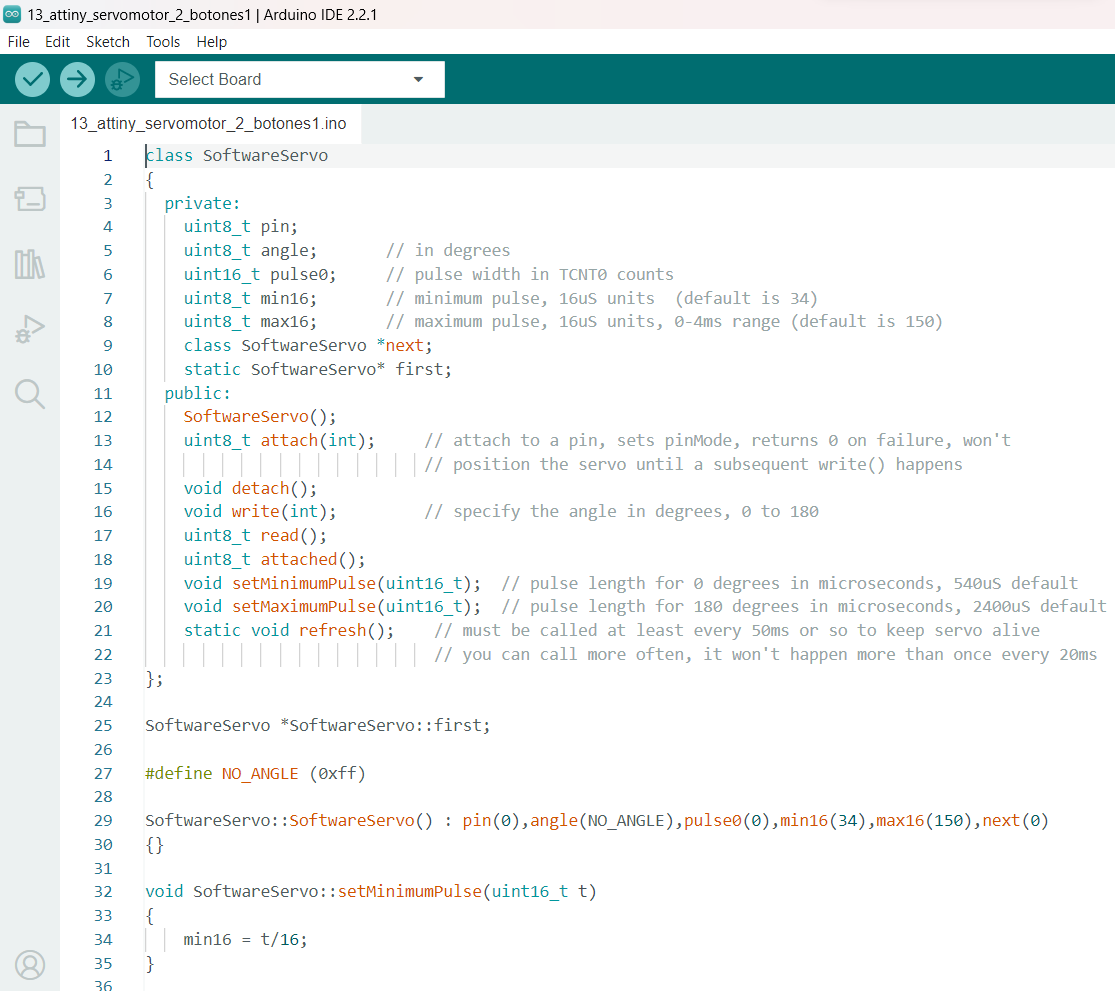 13_attiny_servomotor_2_botones1 | Arduino IDE 2.2.1
File Edit Sketch Tools Help
Select Board
13_attiny_servomotor_2_botones1.ino
1 class SoftwareServo
2 {
3 private:
4 uint8_t pin;
5 uint8_t angle; // in degrees
6 uint16_t pulse0; // pulse width in TCNT0 counts
7 uint8_t min16; // minimum pulse, 16uS units (default is 34)
8 uint8_t max16; // maximum pulse, 16uS units, 0-4ms range (default is 150)
9 class SoftwareServo *next;
10 static SoftwareServo* first;
11 public:
12 SoftwareServo();
13 uint8_t attach(int); // attach to a pin, sets pinMode, returns 0 on failure, won't
14 // position the servo until a subsequent write() happens
15 void detach();
16 void write(int); // specify the angle in degrees, 0 to 180
17 uint8_t read();
18 uint8_t attached();
19 void setMinimumPulse(uint16_t); // pulse length for 0 degrees in microseconds, 540uS default
20 void setMaximumPulse(uint16_t); // pulse length for 180 degrees in microseconds, 2400uS default
21 static void refresh(); // must be called at least every 50ms or so to keep servo alive
22 // you can call more often, it won't happen more than once every 20ms
23 };
24
25 SoftwareServo *SoftwareServo::first;
26
27 #define NO_ANGLE (0xff)
28
29 SoftwareServo::SoftwareServo() : pin(0),angle(NO_ANGLE),pulse0(0),min16(34),max16(150),next(0)
30 {}
31
32 void SoftwareServo::setMinimumPulse(uint16_t t)
33 {
34 min16 = t/16;
35 }
36